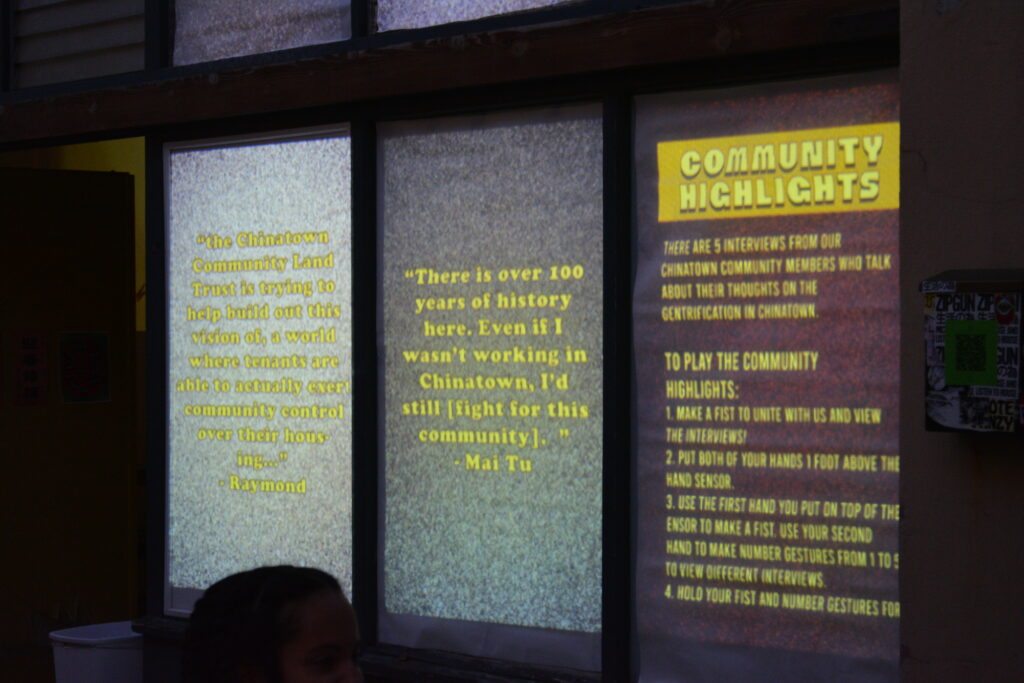 “the Chinatown
Community Land
Trust is trying to
help build out this
vision of, a world
where tenants are
able to actually exert
community control
over their hous-
ing...”
- Raymond
“There is over 100
years of history
here. Even if I
wasn’t working in
Chinatown, I’d
still [fight for this
community]. ”
- Mai Tu
COMMUNITY
HIGHLIGHTS
THERE ARE 5 INTERVIEWS FROM OUR
CHINATOWN COMMUNITY MEMBERS WHO TALK
ABOUT THEIR THOUGHTS ON THE
GENTRIFICATION IN CHINATOWN.
TO PLAY THE COMMUNITY
HIGHLIGHTS:
1. MAKE A FIST TO UNITE WITH US AND VIEW
THE INTERVIEWS!
2. PUT BOTH OF YOUR HANDS 1 FOOT ABOVE THE
HAND SENSOR.
3. USE THE FIRST HAND YOU PUT ON TOP OF THE
ENSOR TO MAKE A FIST. USE YOUR SECOND
HAND TO MAKE NUMBER GESTURES FROM 1 TO 5
TO VIEW DIFFERENT INTERVIEWS.
4. HOLD YOUR FIST AND NUMBER GESTURES FOR
ZIPGUN